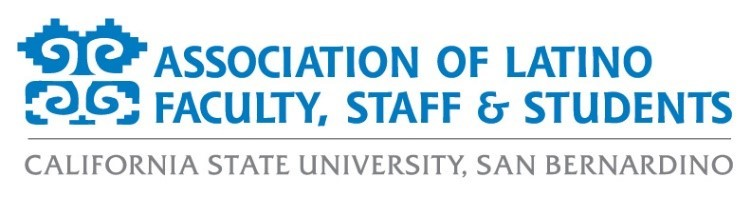 ASSOCIATION OF LATINO
FACULTY, STAFF & STUDENTS
CALIFORNIA STATE UNIVERSITY, SAN BERNARDINO